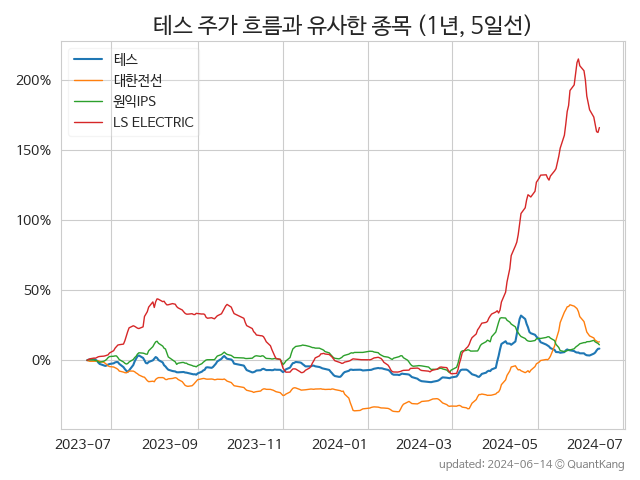 테스 주가 흐름과 유사한 종목 (1년, 5일선)
테스
대한전선
원익IPS
LS ELECTRIC
200%
150%
100%
50%
0%
2023-07 2023-09 2023-11 2024-01 2024-03 2024-05 2024-07
updated: 2024-06-14 © QuantKang